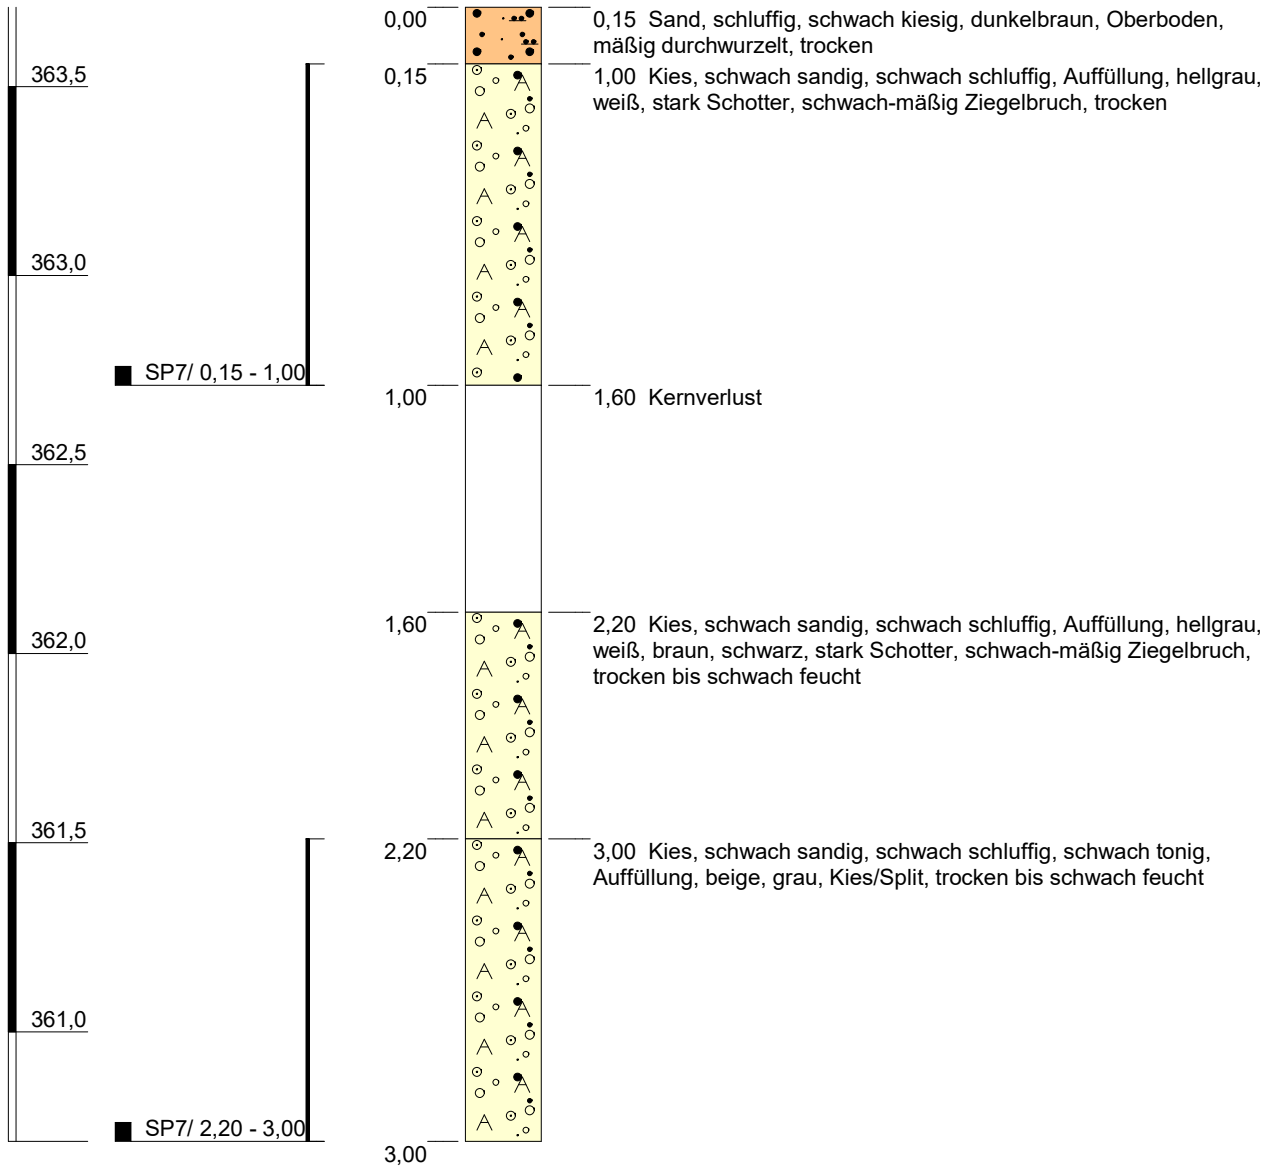 0,00
0,15 Sand, schluffig, schwach kiesig, dunkelbraun, Oberboden,
mäßig durchwurzelt, trocken
363,5
0,15
1,00 Kies, schwach sandig, schwach schluffig, Auffüllung, hellgrau,
weiß, stark Schotter, schwach-mäßig Ziegelbruch, trocken
363,0
SP7/ 0,15 - 1,00
1,00
1,60 Kernverlust
362,5
1,60
2,20 Kies, schwach sandig, schwach schluffig, Auffüllung, hellgrau,
weiß, braun, schwarz, stark Schotter, schwach-mäßig Ziegelbruch,
trocken bis schwach feucht
362,0
361,5
2,20
3,00 Kies, schwach sandig, schwach schluffig, schwach tonig,
Auffüllung, beige, grau, Kies/Split, trocken bis schwach feucht
361,0
SP7/ 2,20 - 3,00
3,00